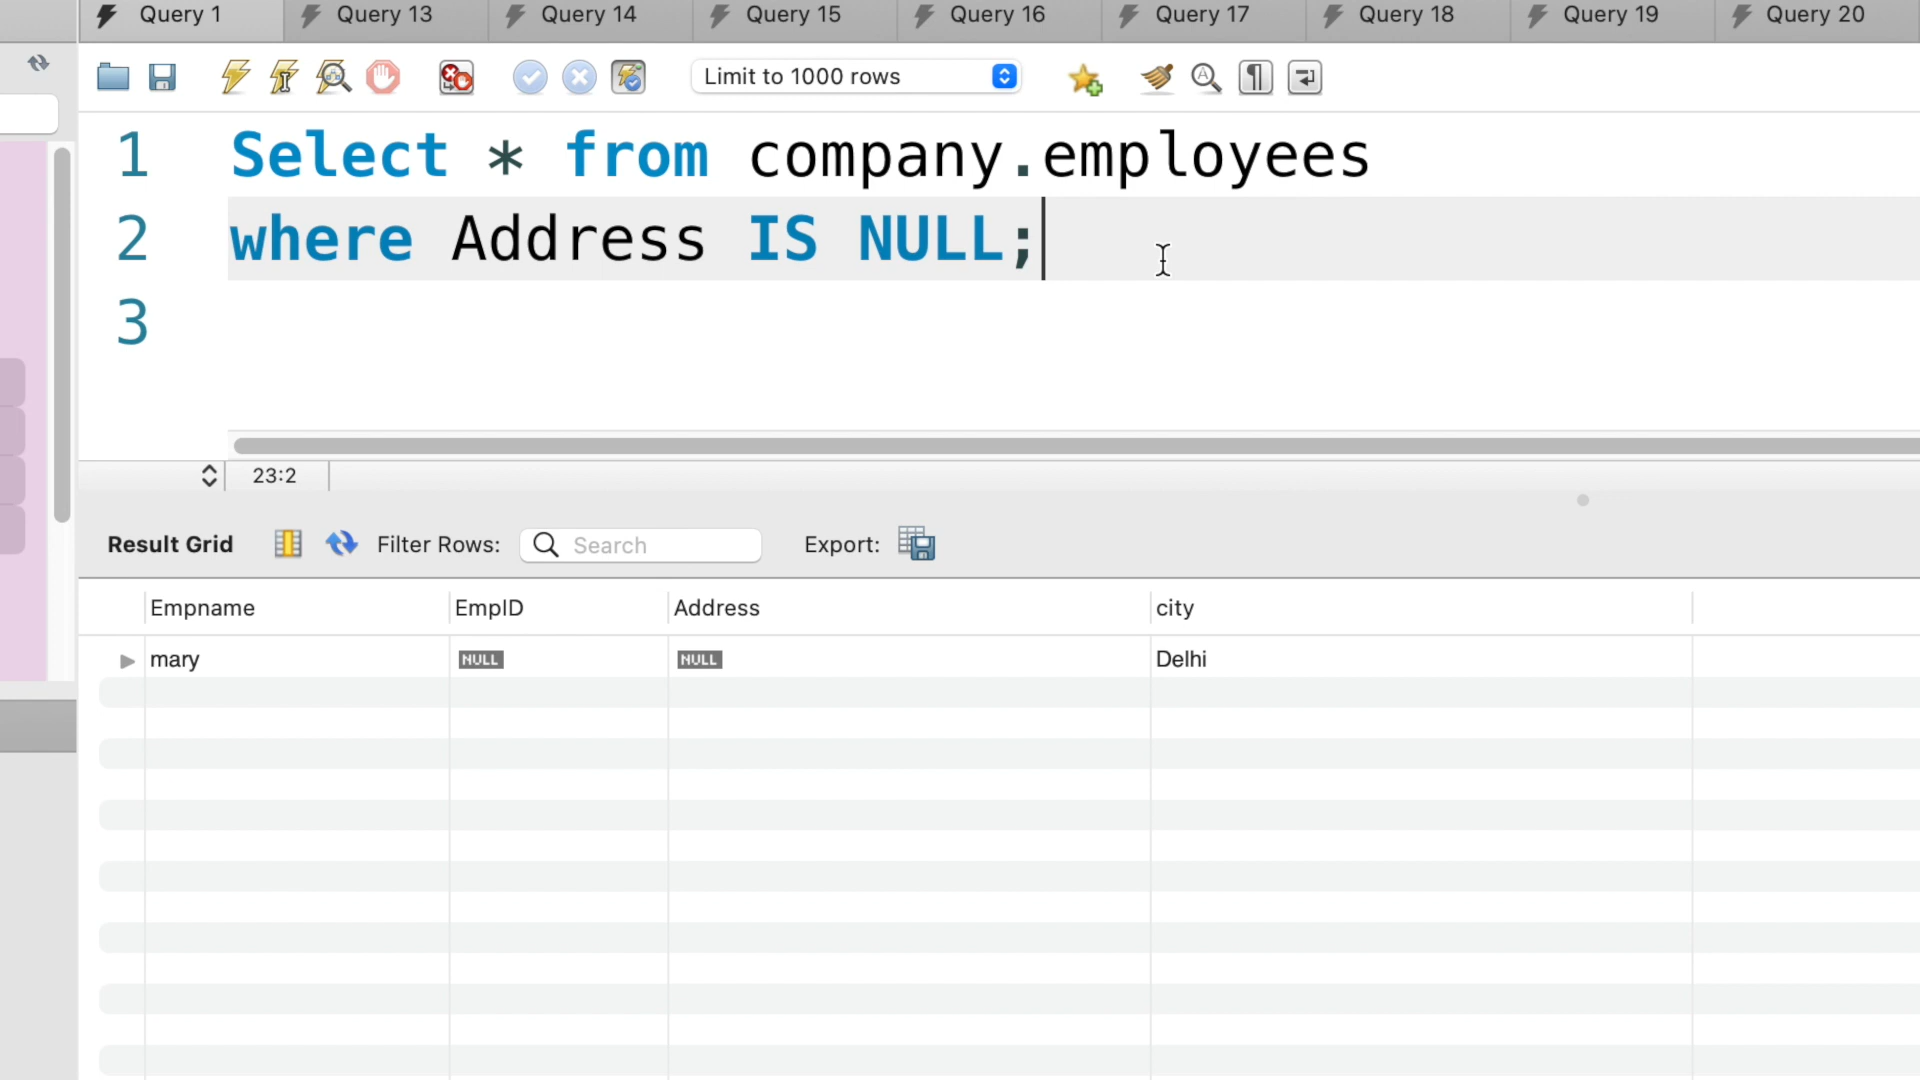 Query 1 Query 13 Query 14 Query 15 Query 16 Query 17 Query 18 Query 19 Query 20
Limit to 1000 rows
1 Select * from company.employees
2 where Address IS NULL;
3
23:2
Result Grid Filter Rows: Search Export:
Empname EmpID Address city
mary NULL NULL Delhi